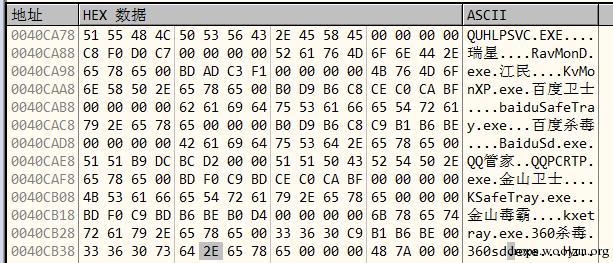 地址 HEX 数据 ASCII
0040CA78 51 55 48 4C 50 53 56 43 2E 45 58 45 00 00 00 00 QUHLPSVC.EXE....
0040CA88 C8 F0 D0 C7 00 00 00 00 52 61 76 4D 6F 6E 44 2E 瑞星....RavMonD.
0040CA98 65 78 65 00 BD AD C3 F1 00 00 00 00 4B 76 4D 6F exe.江民....KvMo
0040CAA8 6E 58 50 2E 65 78 65 00 B0 D9 B6 C8 CE C0 CA BF nXP.exe.百度卫士
0040CAB8 00 00 00 00 62 61 69 64 75 53 61 66 65 54 72 61 ....baiduSafeTra
0040CAC8 79 2E 65 78 65 00 00 00 B0 D9 B6 C8 C9 B1 B6 BE y.exe...百度杀毒
0040CAD8 00 00 00 00 42 61 69 64 75 53 64 2E 65 78 65 00 ....BaiduSd.exe.
0040CAE8 51 51 B9 DC BC D2 00 00 51 51 50 43 52 54 50 2E QQ管家..QQPCRTP.
0040CAF8 65 78 65 00 BD F0 C9 BD CE C0 CA BF 00 00 00 00 exe.金山卫士....
0040CB08 4B 53 61 66 65 54 72 61 79 2E 65 78 65 00 00 00 KSafeTray.exe...
0040CB18 BD F0 C9 BD B6 BE B0 D4 00 00 00 00 6B 78 65 74 金山毒霸....kxet
0040CB28 72 61 79 2E 65 78 65 00 33 36 30 C9 B1 B6 BE 00 ray.exe.360杀毒.
0040CB38 33 36 30 73 64 2E 65 78 65 00 00 00 00 48 7A 00 00 360sd